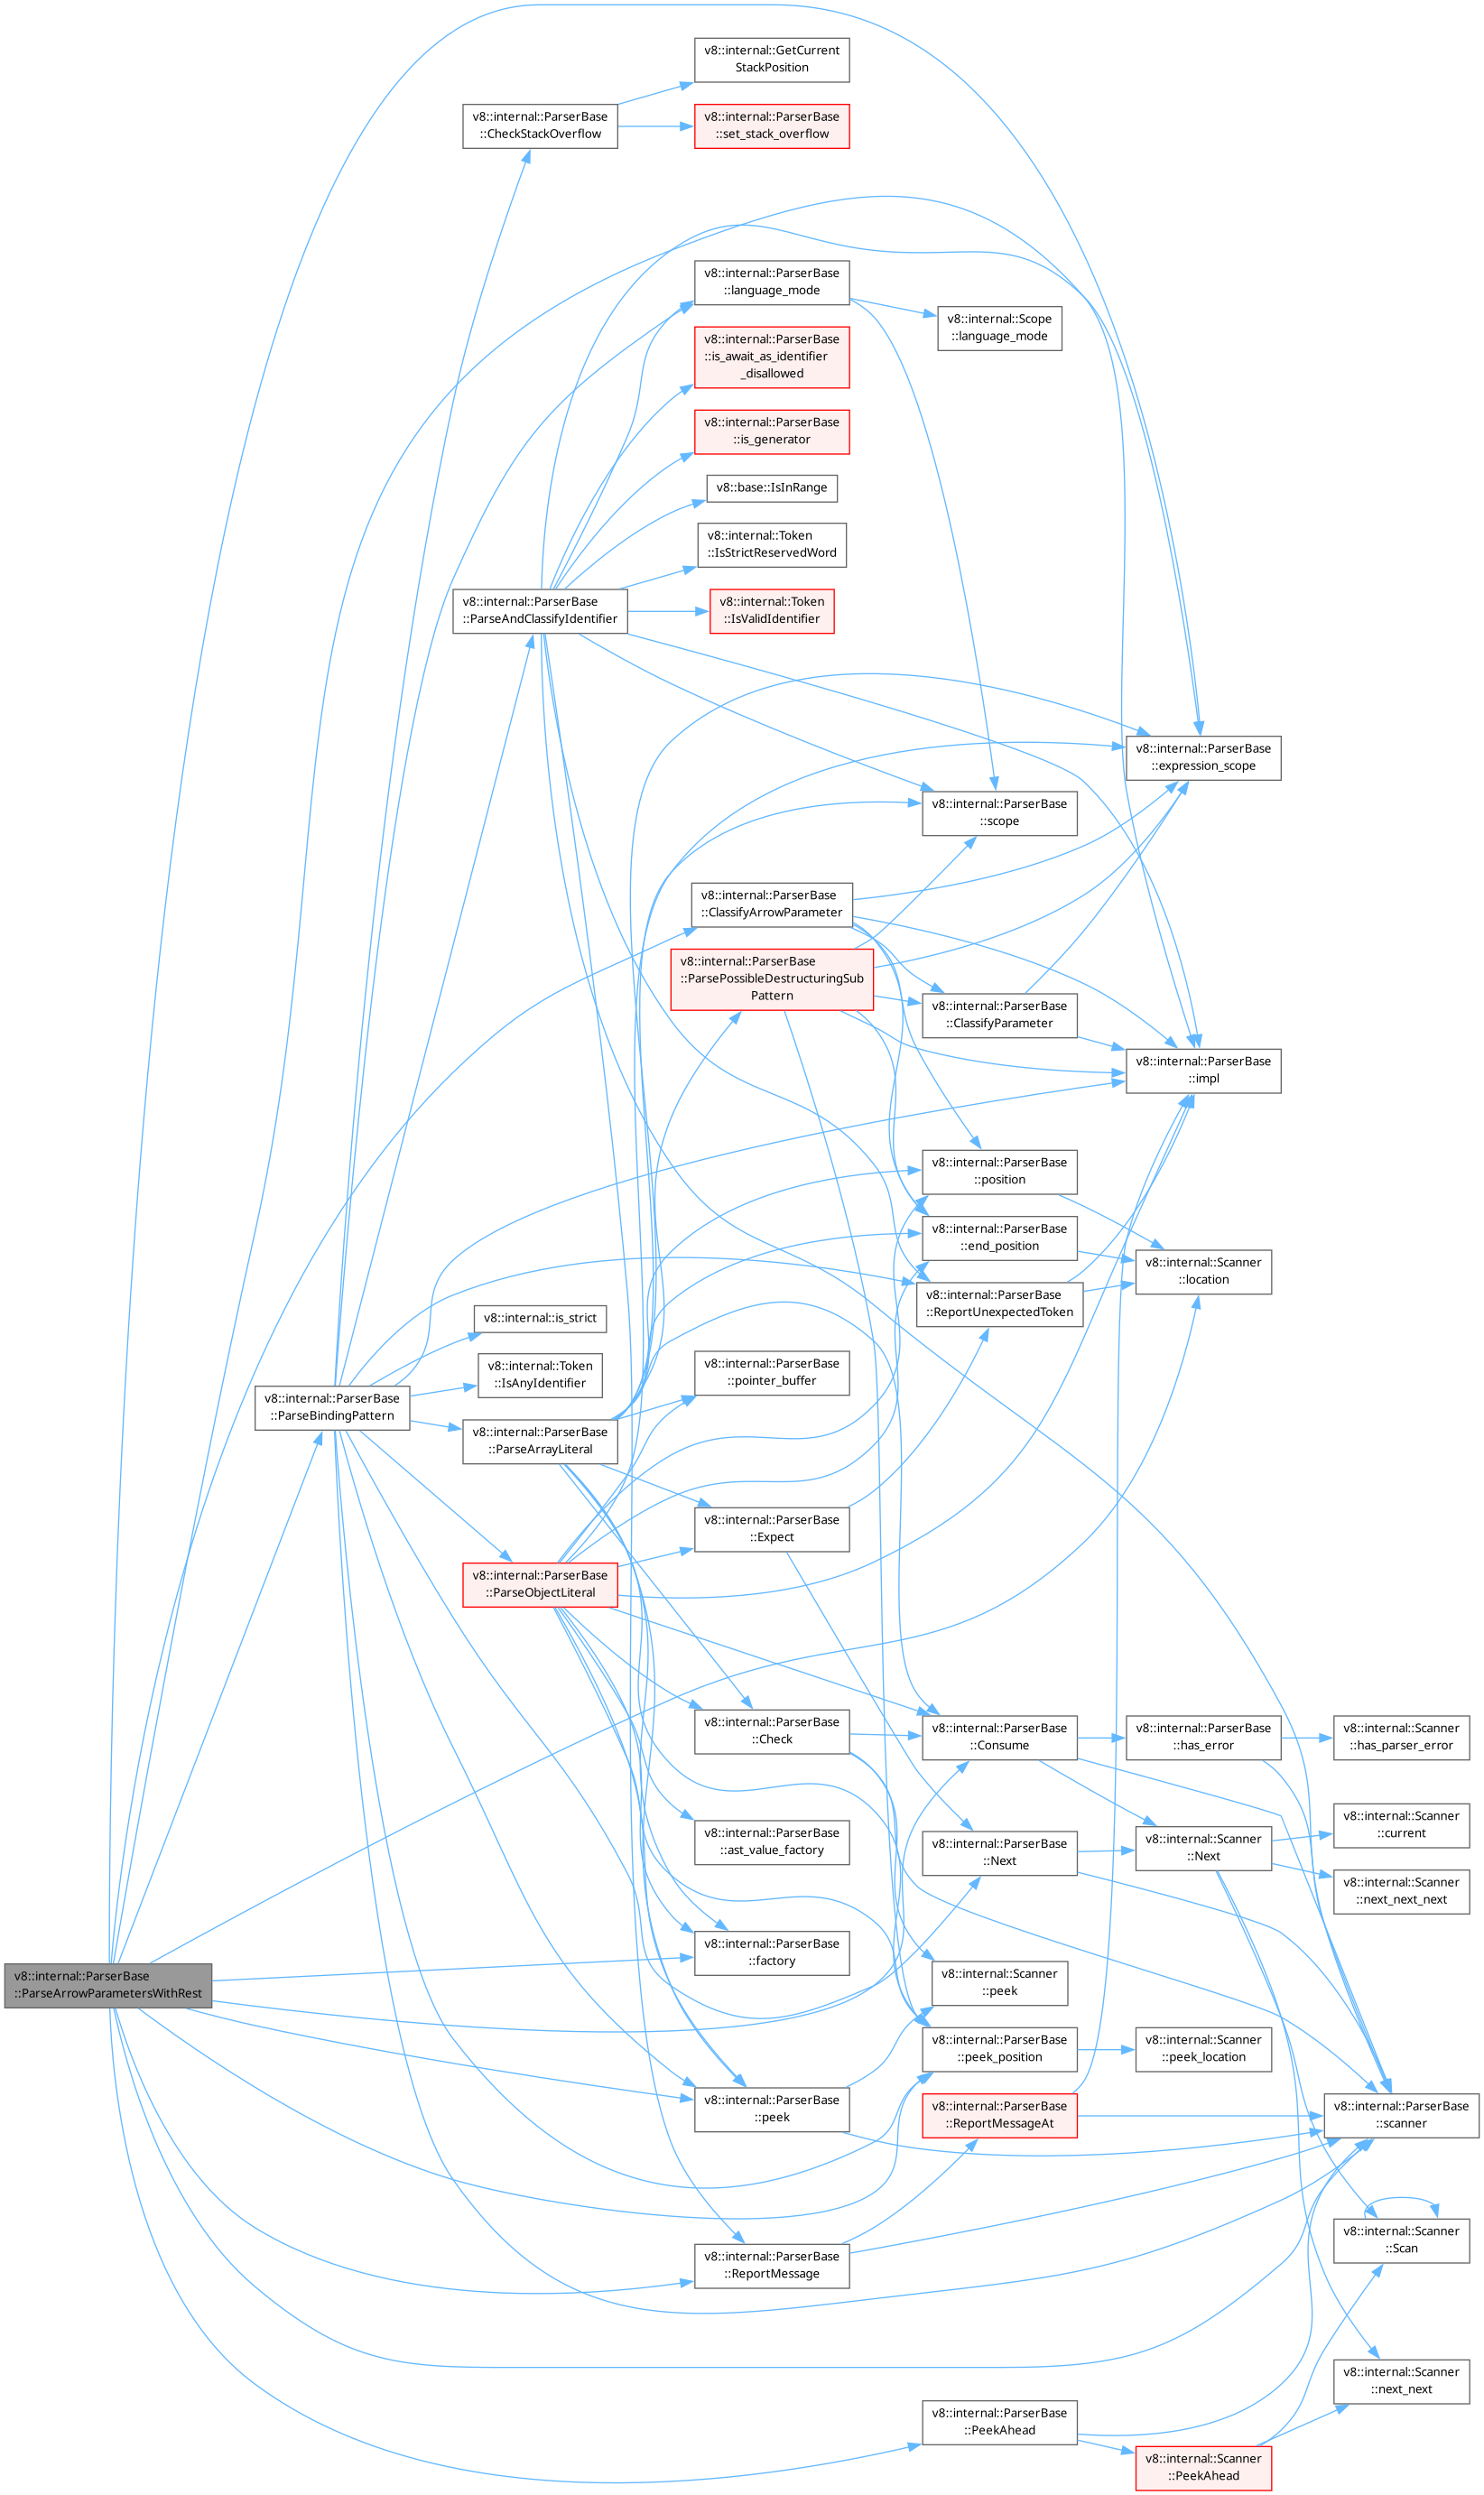 v8::internal::GetCurrent
StackPosition
v8::internal::ParserBase
::CheckStackOverflow
v8::internal::ParserBase
::set_stack_overflow
v8::internal::ParserBase
::language_mode
v8::internal::Scope
::language_mode
v8::internal::ParserBase
::is_await_as_identifier
_disallowed
v8::internal::ParserBase
::is_generator
v8::base::IsInRange
v8::internal::Token
::IsStrictReservedWord
v8::internal::ParserBase
::ParseAndClassifyIdentifier
v8::internal::Token
::IsValidIdentifier
v8::internal::ParserBase
::expression_scope
v8::internal::ParserBase
::scope
v8::internal::ParserBase
::ClassifyArrowParameter
v8::internal::ParserBase
::ParsePossibleDestructuringSub
Pattern
v8::internal::ParserBase
::ClassifyParameter
v8::internal::ParserBase
::impl
v8::internal::ParserBase
::position
v8::internal::ParserBase
::end_position
v8::internal::Scanner
::location
v8::internal::ParserBase
::ReportUnexpectedToken
v8::internal::is_strict
v8::internal::Token
::IsAnyIdentifier
v8::internal::ParserBase
::pointer_buffer
v8::internal::ParserBase
::ParseBindingPattern
v8::internal::ParserBase
::ParseArrayLiteral
v8::internal::ParserBase
::Expect
v8::internal::ParserBase
::ParseObjectLiteral
v8::internal::ParserBase
::Check
v8::internal::ParserBase
::Consume
v8::internal::ParserBase
::has_error
v8::internal::Scanner
::has_parser_error
v8::internal::ParserBase
::ast_value_factory
v8::internal::ParserBase
::Next
v8::internal::Scanner
::Next
v8::internal::Scanner
::current
v8::internal::Scanner
::next_next_next
v8::internal::ParserBase
::factory
v8::internal::ParserBase
::ParseArrowParametersWithRest
v8::internal::Scanner
::peek
v8::internal::ParserBase
::peek_position
v8::internal::Scanner
::peek_location
v8::internal::ParserBase
::peek
v8::internal::ParserBase
::ReportMessageAt
v8::internal::ParserBase
::scanner
v8::internal::ParserBase
::ReportMessage
v8::internal::Scanner
::Scan
v8::internal::Scanner
::next_next
v8::internal::ParserBase
::PeekAhead
v8::internal::Scanner
::PeekAhead